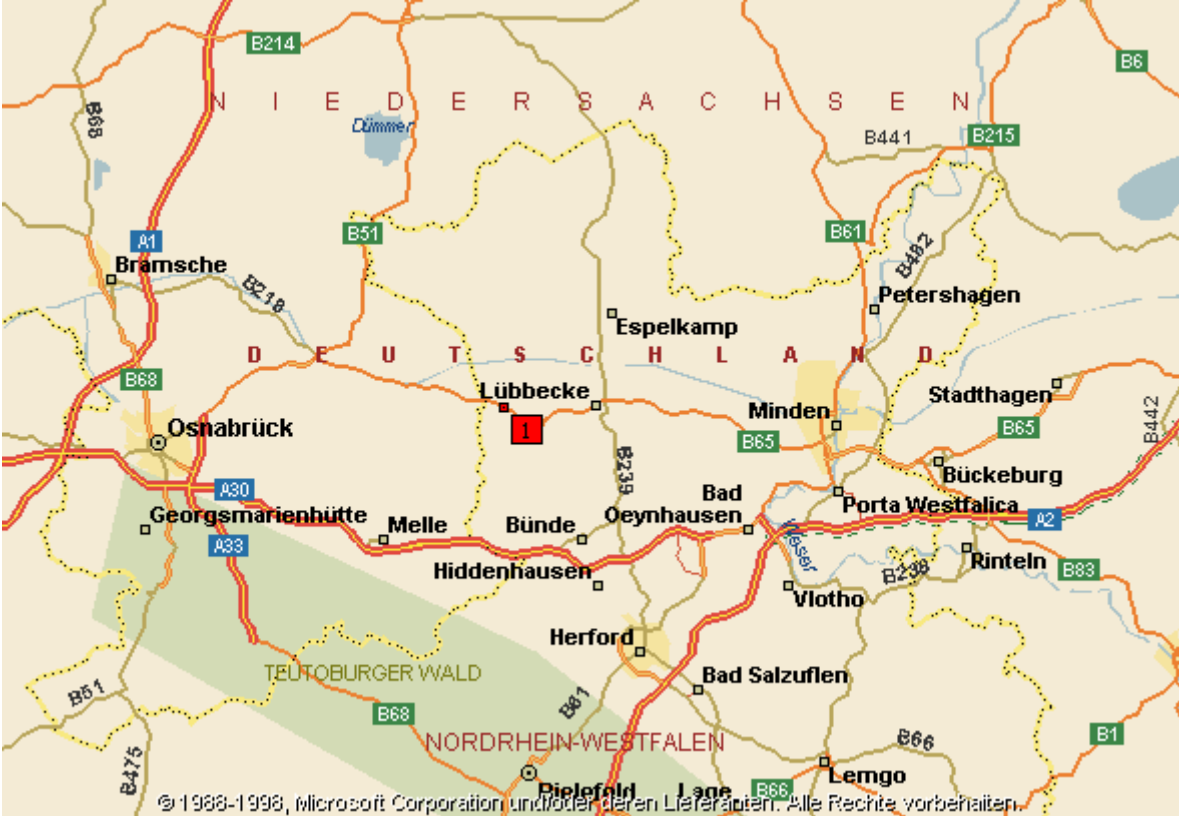 B214
B6
B68
N I E D E R S A C H S E N
Dümmer
B441
B215
B51
B61
A1
B482
Bramsche
B218
Petershagen
Espelkamp
D E U T S C H L A N D
B68
Lübbecke
Stadthagen
Minden
B442
Osnabrück
1
B65
B65
B239
Bückeburg
A30
Bad
Oeynhausen
Porta Westfalica
Georgsmarienhütte
Melle
Bünde
A2
A33
Weser
Hiddenhausen
Rinteln
B238
B83
Vlotho
Herford
TEUTOBURGER WALD
Bad Salzuflen
B51
B61
B68
NORDRHEIN-WESTFALEN
B66
B1
B475
Lemgo
Bielefeld
Lage
B66
© 1988-1998, Microsoft Corporation und/oder deren Lieferanten. Alle Rechte vorbehalten.